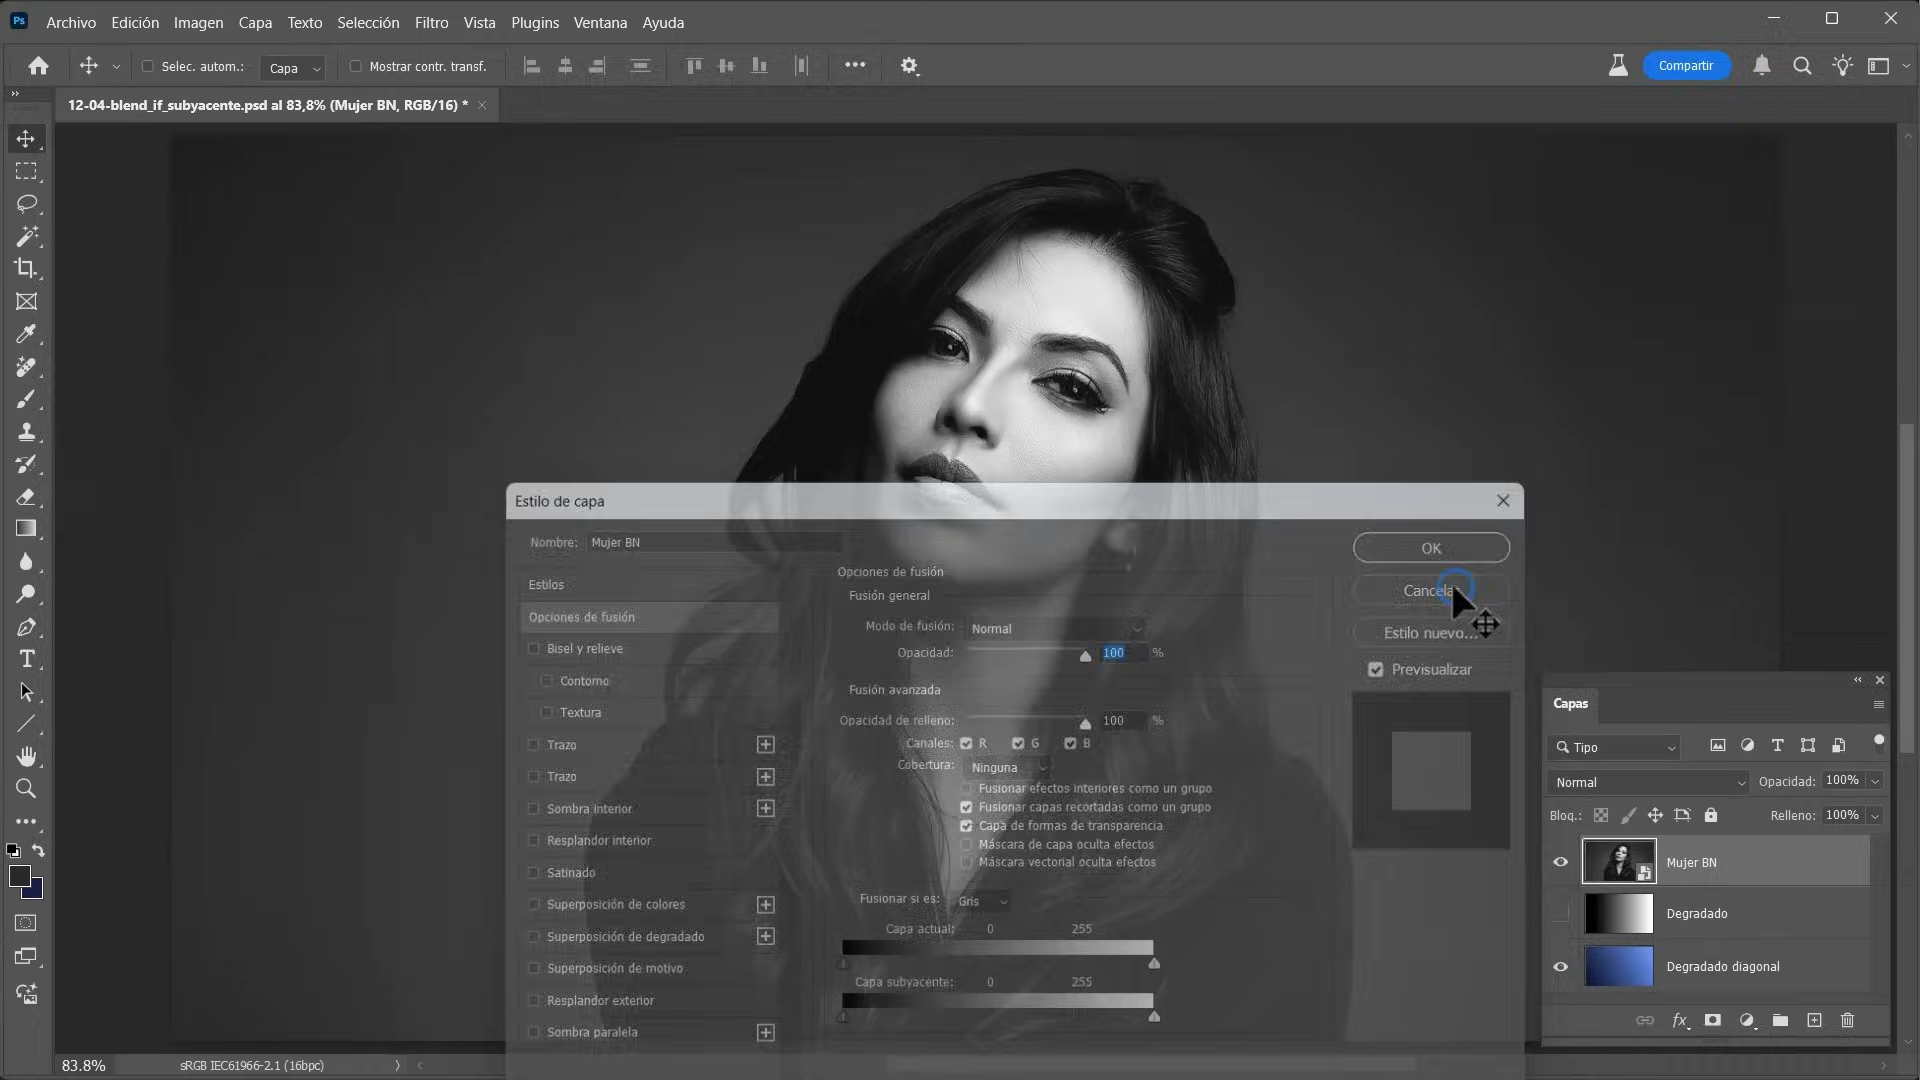 Ps Archivo Edición Imagen Capa Texto Selección Filtro Vista Plugins Ventana Ayuda
Selec. autom.: Capa Mostrar contr. transf. Compartir
12-04-blend_if_subyacente.psd al 83,8% (Mujer BN, RGB/16) *
Estilo de capa
Nombre: Mujer BN
Estilos
Opciones de fusión
Bisel y relieve
Contorno
Textura
Trazo
Trazo
Sombra interior
Resplandor interior
Satinado
Superposición de colores
Superposición de degradado
Superposición de motivo
Resplandor exterior
Sombra paralela
Opciones de fusión
Fusión general
Modo de fusión: Normal
Opacidad: 100 %
Fusión avanzada
Opacidad de relleno: 100 %
Canales: R G B
Cobertura: Ninguna
Fusionar efectos interiores como un grupo
Fusionar capas recortadas como un grupo
Capa de formas de transparencia
Máscara de capa oculta efectos
Máscara vectorial oculta efectos
Fusionar si es: Gris
Capa actual: 0 255
Capa subyacente: 0 255
OK
Cancela
Estilo nuevo...
Previsualizar
Capas
Tipo
Normal Opacidad: 100%
Bloq.: Relleno: 100%
Mujer BN
Degradado
Degradado diagonal
fx
83.8% sRGB IEC61966-2.1 (16bpc)